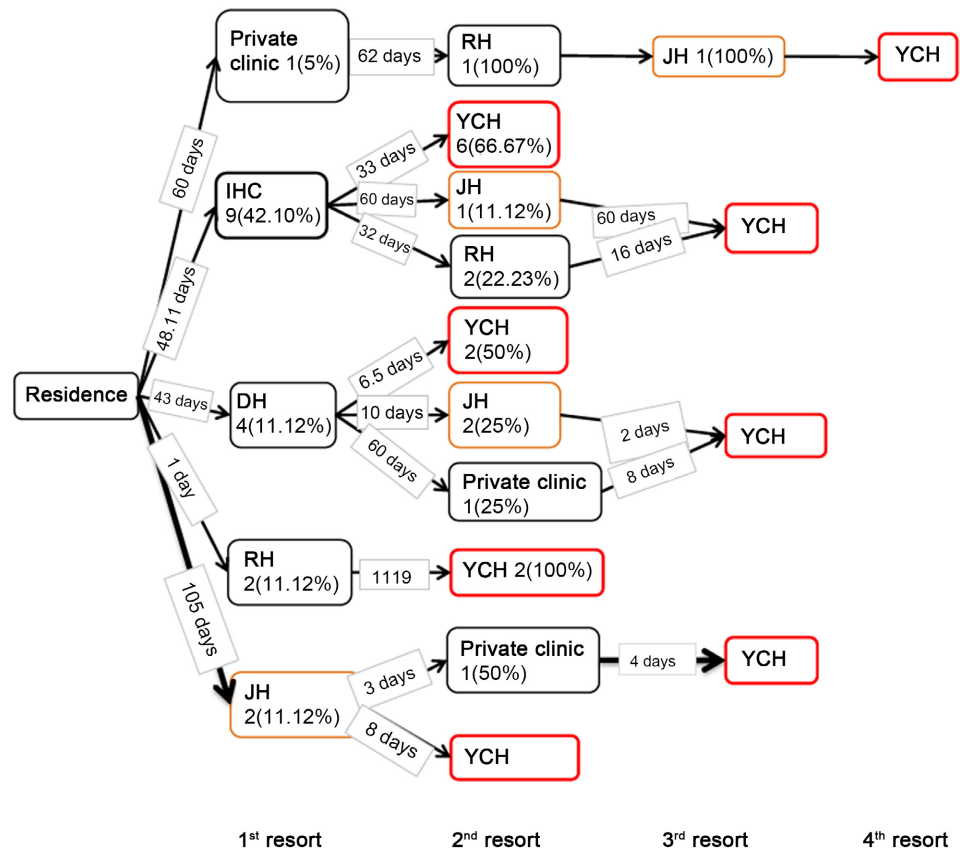 Private
clinic 1(5%)
62 days
RH
1(100%)
JH 1(100%)
YCH
60 days
IHC
9(42.10%)
33 days
YCH
6(66.67%)
60 days
JH
1(11.12%)
32 days
RH
2(22.23%)
60 days
16 days
YCH
48.11 days
Residence
43 days
DH
4(11.12%)
6.5 days
YCH
2(50%)
10 days
JH
2(25%)
60 days
Private clinic
1(25%)
2 days
8 days
YCH
1 day
RH
2(11.12%)
1119
YCH 2(100%)
105 days
JH
2(11.12%)
3 days
Private clinic
1(50%)
4 days
YCH
8 days
YCH
1st resort
2nd resort
3rd resort
4th resort